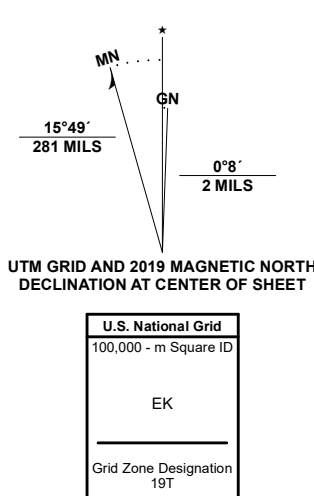 MN
GN
15°49´
281 MILS
0°8´
2 MILS
UTM GRID AND 2019 MAGNETIC NORTH
DECLINATION AT CENTER OF SHEET
U.S. National Grid
100,000 - m Square ID
EK
Grid Zone Designation
19T